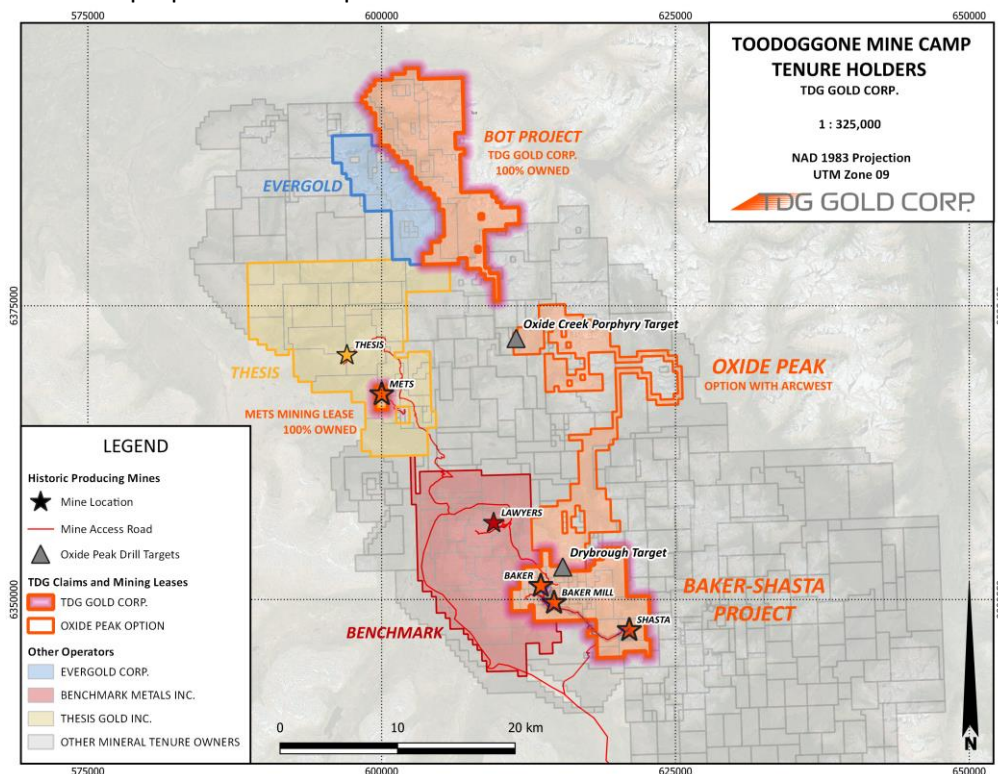 575000
600000
625000
650000
TOODOGGONE MINE CAMP
TENURE HOLDERS
TDG GOLD CORP.
1 : 325,000
NAD 1983 Projection
UTM Zone 09
TDG GOLD CORP.
BOT PROJECT
TDG GOLD CORP.
100% OWNED
EVERGOLD
6375000
Oxide Creek Porphyry Target
THESIS
OXIDE PEAK
OPTION WITH ARCWEST
THESIS
METS
METS MINING LEASE
100% OWNED
LAWYERS
Drybrough Target
BAKER
BAKER MILL
BAKER-SHASTA
PROJECT
SHASTA
BENCHMARK
6350000
LEGEND
Historic Producing Mines
Mine Location
Mine Access Road
Oxide Peak Drill Targets
TDG Claims and Mining Leases
TDG GOLD CORP.
OXIDE PEAK OPTION
Other Operators
EVERGOLD CORP.
BENCHMARK METALS INC.
THESIS GOLD INC.
OTHER MINERAL TENURE OWNERS
0 10 20 km
N
575000
600000
625000
650000